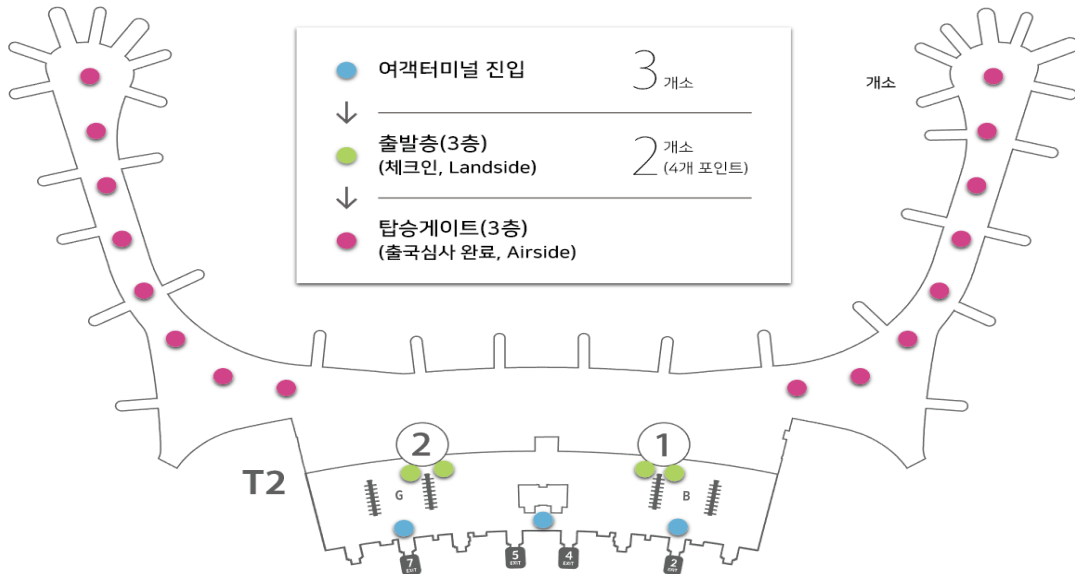 여객터미널 진입
3 개소
출발층(3층)
(체크인, Landside)
2 개소
(4개 포인트)
탑승게이트(3층)
(출국심사 완료, Airside)
개소
2
1
T2
G
B
7
EXIT
5
EXIT
4
EXIT
2
EXIT